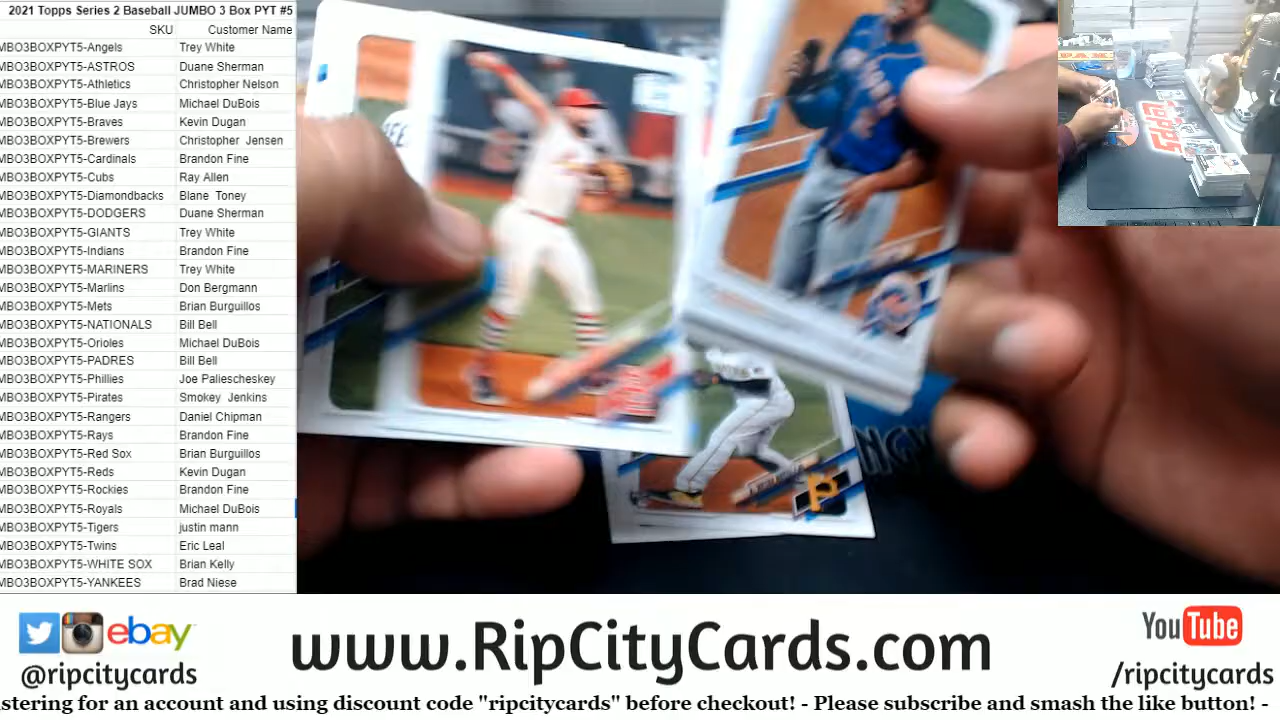 2021 Topps Series 2 Baseball JUMBO 3 Box PYT #5
SKU Customer Name
MBO3BOXPYT5-Angels Trey White
MBO3BOXPYT5-ASTROS Duane Sherman
MBO3BOXPYT5-Athletics Christopher Nelson
MBO3BOXPYT5-Blue Jays Michael DuBois
MBO3BOXPYT5-Braves Kevin Dugan
MBO3BOXPYT5-Brewers Christopher Jensen
MBO3BOXPYT5-Cardinals Brandon Fine
MBO3BOXPYT5-Cubs Ray Allen
MBO3BOXPYT5-Diamondbacks Blane Toney
MBO3BOXPYT5-DODGERS Duane Sherman
MBO3BOXPYT5-GIANTS Trey White
MBO3BOXPYT5-Indians Brandon Fine
MBO3BOXPYT5-MARINERS Trey White
MBO3BOXPYT5-Marlins Don Bergmann
MBO3BOXPYT5-Mets Brian Burguillos
MBO3BOXPYT5-NATIONALS Bill Bell
MBO3BOXPYT5-Orioles Michael DuBois
MBO3BOXPYT5-PADRES Bill Bell
MBO3BOXPYT5-Phillies Joe Paliescheskey
MBO3BOXPYT5-Pirates Smokey Jenkins
MBO3BOXPYT5-Rangers Daniel Chipman
MBO3BOXPYT5-Rays Brandon Fine
MBO3BOXPYT5-Red Sox Brian Burguillos
MBO3BOXPYT5-Reds Kevin Dugan
MBO3BOXPYT5-Rockies Brandon Fine
MBO3BOXPYT5-Royals Michael DuBois
MBO3BOXPYT5-Tigers justin mann
MBO3BOXPYT5-Twins Eric Leal
MBO3BOXPYT5-WHITE SOX Brian Kelly
MBO3BOXPYT5-YANKEES Brad Niese
topps
ebay
@ripcitycards
www.RipCityCards.com
YouTube
/ripcitycards
stering for an account and using discount code "ripcitycards" before checkout! - Please subscribe and smash the like button! -